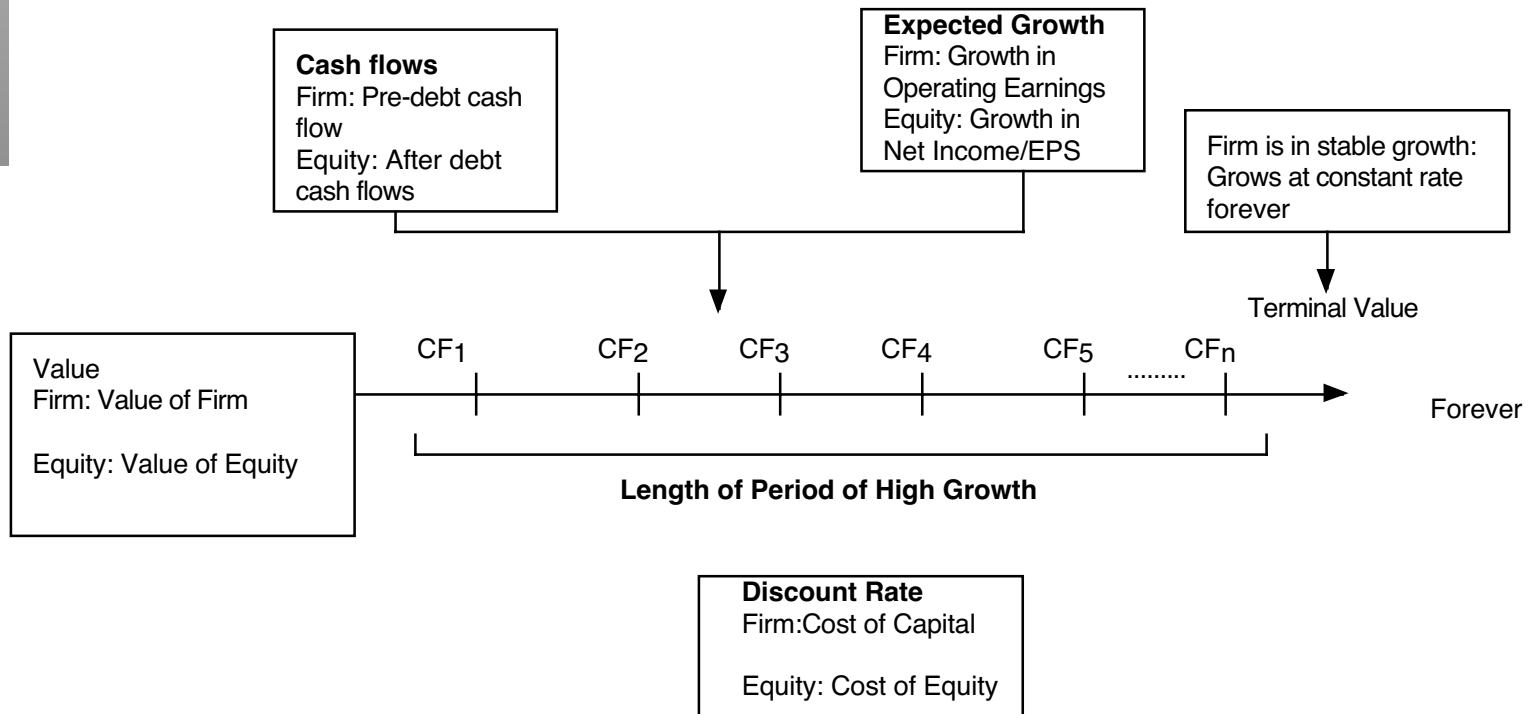 Cash flows
Firm: Pre-debt cash
flow
Equity: After debt
cash flows
Expected Growth
Firm: Growth in
Operating Earnings
Equity: Growth in
Net Income/EPS
Firm is in stable growth:
Grows at constant rate
forever
Terminal Value
CF1 CF2 CF3 CF4 CF5 ......... CFn
Forever
Value
Firm: Value of Firm
Equity: Value of Equity
Length of Period of High Growth
Discount Rate
Firm:Cost of Capital
Equity: Cost of Equity